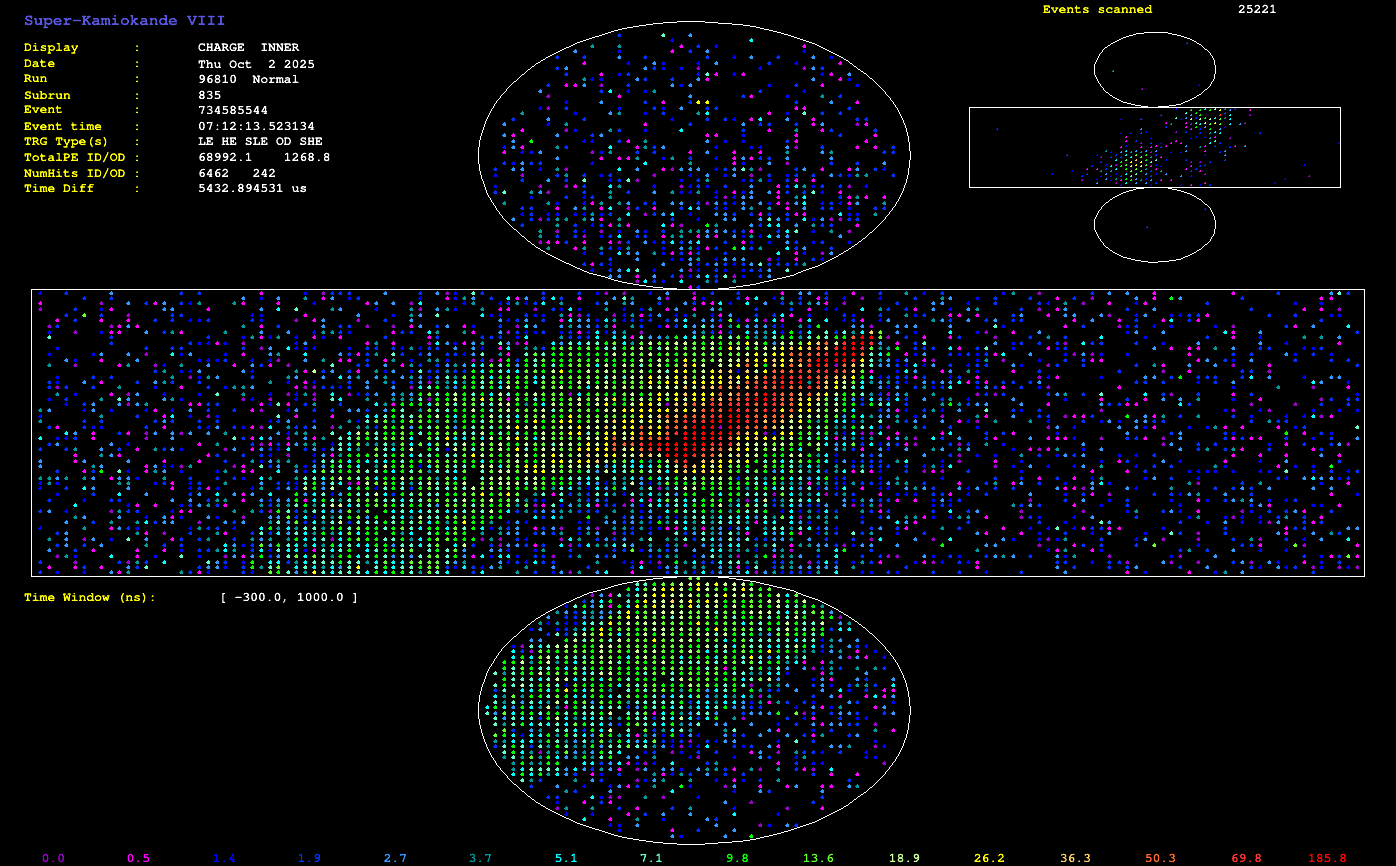 Super-Kamiokande VIII
Display : CHARGE INNER
Date : Thu Oct 2 2025
Run : 96810 Normal
Subrun : 835
Event : 734585544
Event time : 07:12:13.523134
TRG Type(s) : LE HE SLE OD SHE
TotalPE ID/OD : 68992.1 1268.8
NumHits ID/OD : 6462 242
Time Diff : 5432.894531 us
Events scanned 25221
Time Window (ns): [ -300.0, 1000.0 ]
0.0 0.5 1.4 1.9 2.7 3.7 5.1 7.1 9.8 13.6 18.9 26.2 36.3 50.3 69.8 185.8